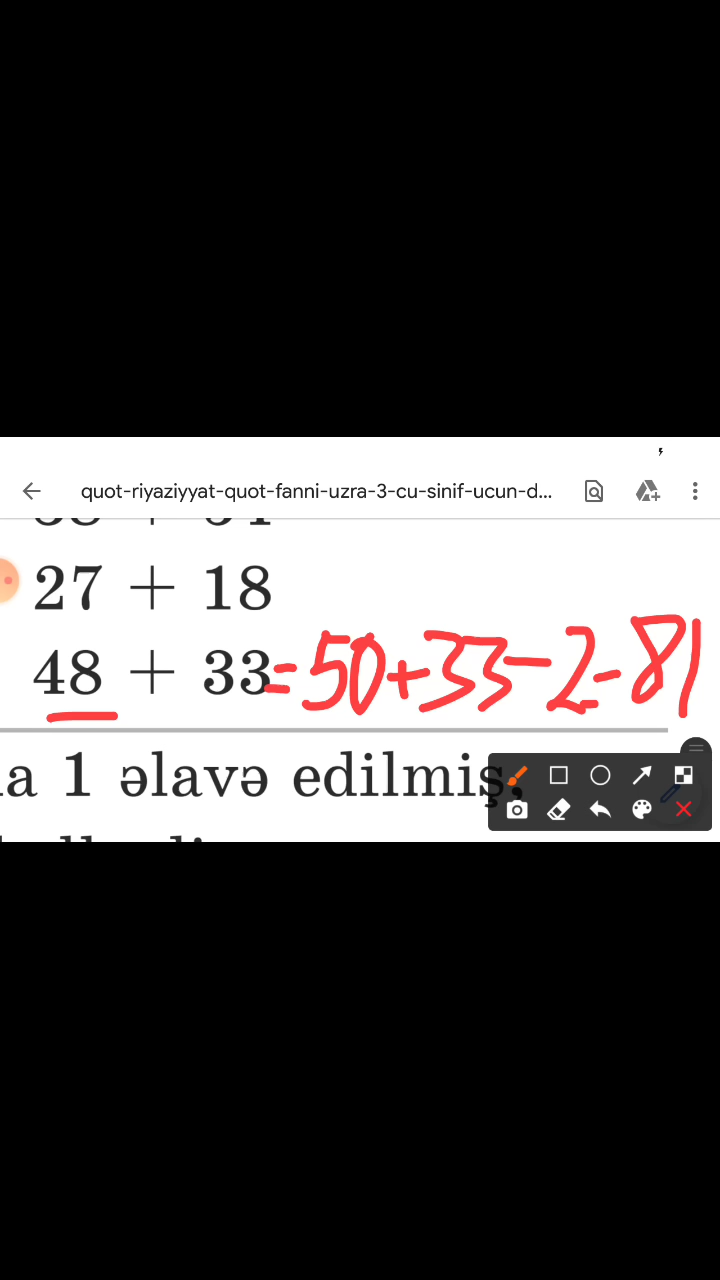 quot-riyaziyyat-quot-fanni-uzra-3-cu-sinif-ucun-d...
27 + 18
48 + 33=50+33-2-81
a 1 əlavə edilmiş,